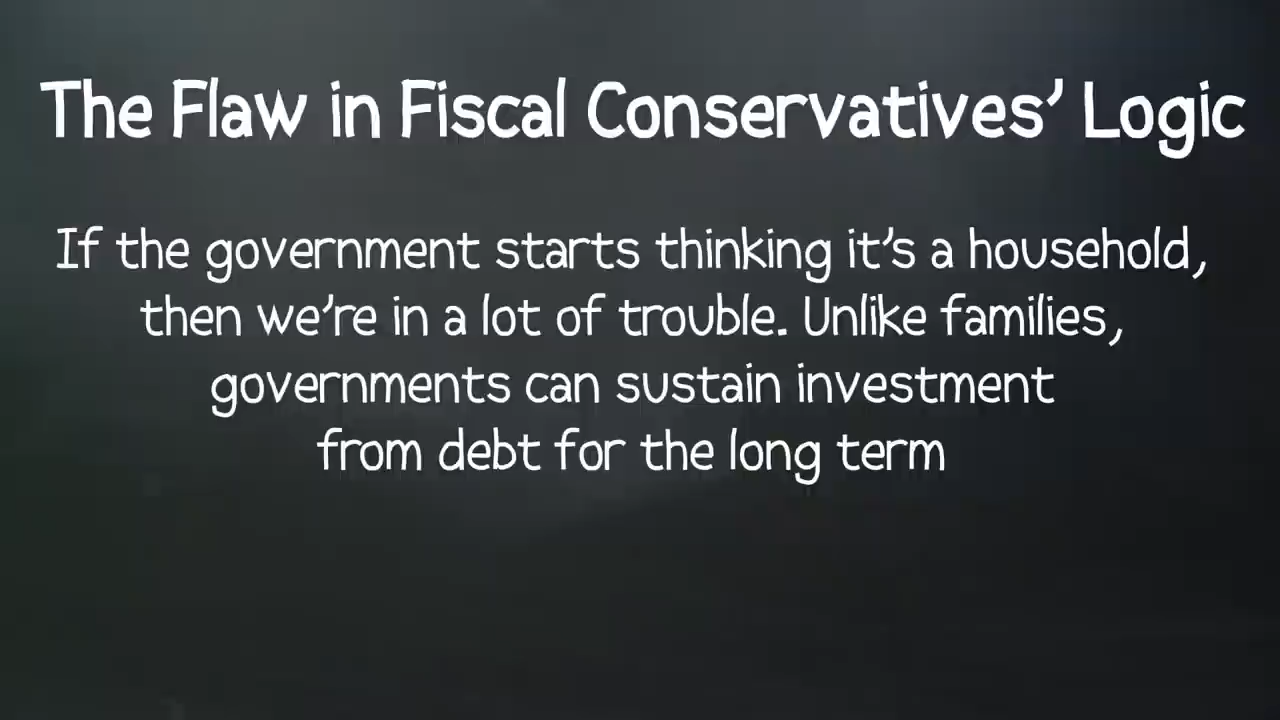 The Flaw in Fiscal Conservatives’ Logic
If the government starts thinking it’s a household,
then we’re in a lot of trouble. Unlike families,
governments can sustain investment
from debt for the long term